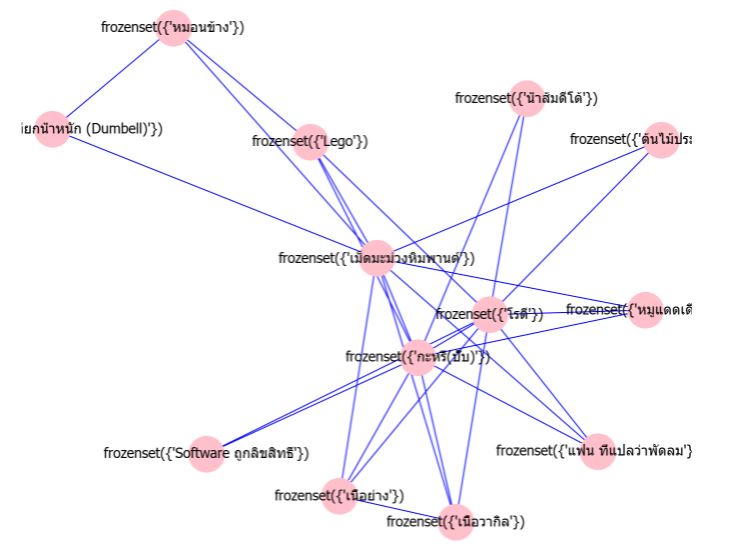 frozenset({'หมอนข้าง'})
frozenset({'น้ำส้มดีโด้'})
ยกน้ำหนัก (Dumbell)'})
frozenset({'ต้นไม้ประ
frozenset({'Lego'})
frozenset({'เม็ดมะม่วงหิมพานต์'})
frozenset({'โรตี'})
frozenset({'หมูแดดเดี
frozenset({'กะหรี่(ปั๊บ)'})
frozenset({'Software ถูกลิขสิทธิ์'})
frozenset({'แฟน ที่แปลว่าพัดลม'})
frozenset({'เนื้อย่าง'})
frozenset({'เนื้อวากิล'})